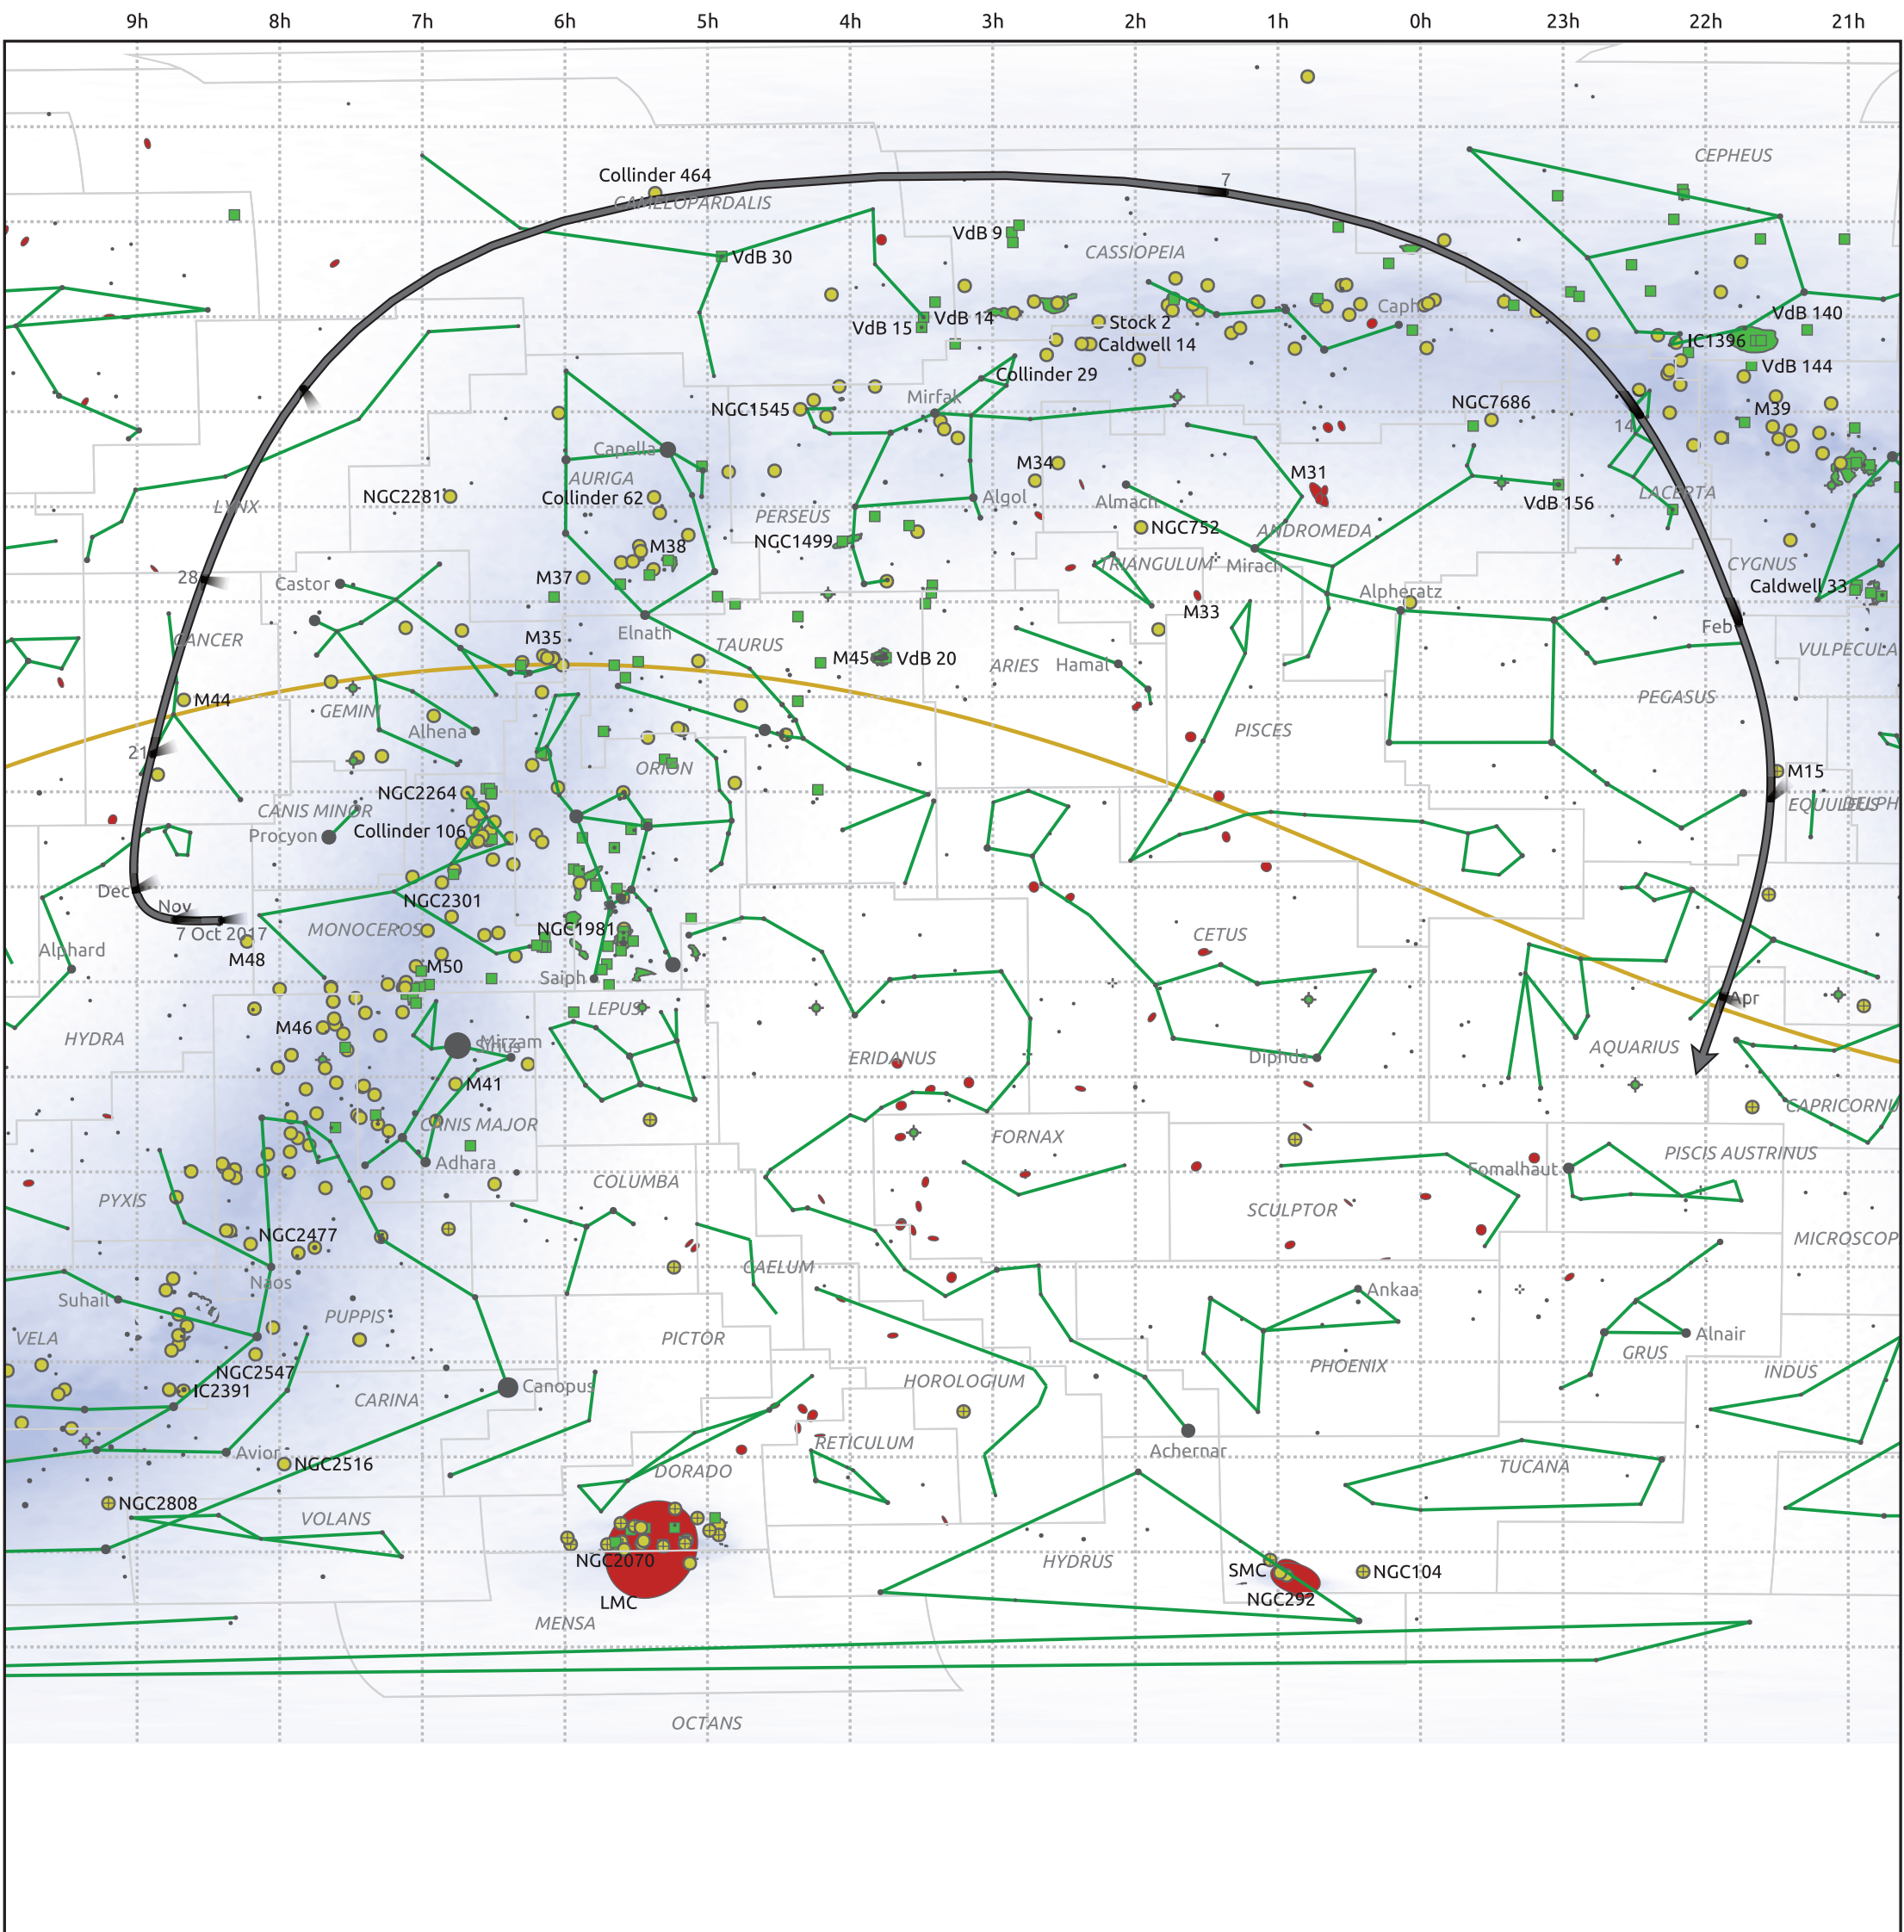 9h 8h 7h 6h 5h 4h 3h 2h 1h 0h 23h 22h 21h
CEPHEUS
Collinder 464
7
CAMELOPARDALIS
VdB 9
CASSIOPEIA
VdB 30
Caph
VdB 14
VdB 140
VdB 15
Stock 2
IC1396
Caldwell 14
VdB 144
Collinder 29
Mirfak
NGC7686
NGC1545
M39
14
Capella
M34
M31
AURIGA
NGC2281
Collinder 62
Algol
Almach
LACERTA
VdB 156
LYNX
PERSEUS
NGC752
ANDROMEDA
NGC1499
M38
TRIANGULUM
Mirach
CYGNUS
28
M37
Castor
Alpheratz
Caldwell 33
M33
Feb
Elnath
CANCER
M35
TAURUS
VULPECULA
M45
VdB 20
ARIES
Hamal
M44
PEGASUS
GEMINI
Alhena
PISCES
21
ORION
M15
NGC2264
EQUULEUS
DELPH
CANIS MINOR
Collinder 106
Procyon
Dec
Nov
NGC2301
7 Oct 2017
MONOCEROS
NGC1981
CETUS
Alphard
M48
M50
Saiph
Apr
LEPUS
M46
HYDRA
Mirzam
Sirius
ERIDANUS
Diphda
AQUARIUS
M41
CAPRICORNU
CANIS MAJOR
FORNAX
Adhara
PISCIS AUSTRINUS
Fomalhaut
COLUMBA
PYXIS
SCULPTOR
NGC2477
MICROSCOP
CAELUM
Naos
Suhail
Ankaa
PUPPIS
VELA
PICTOR
Alnair
GRUS
NGC2547
PHOENIX
INDUS
IC2391
CARINA
Canopus
HOROLOGIUM
Avior
RETICULUM
Achernar
NGC2516
DORADO
TUCANA
NGC2808
VOLANS
NGC2070
HYDRUS
SMC
NGC104
LMC
NGC292
MENSA
OCTANS